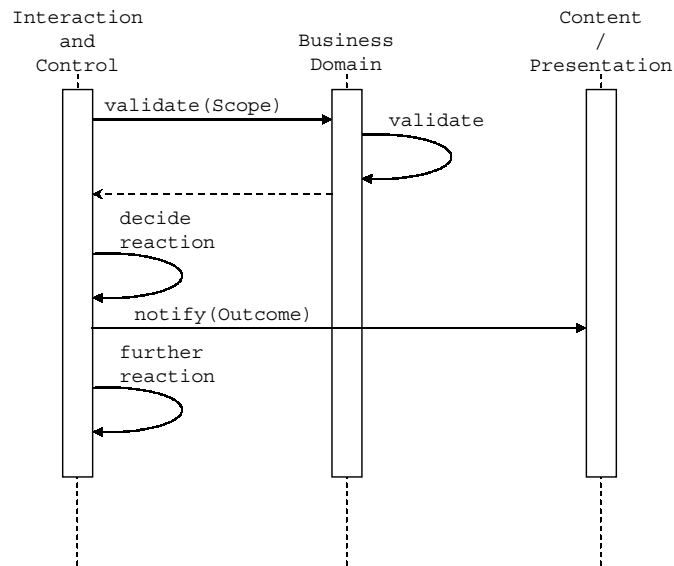 Interaction
and
Control
Business
Domain
Content
/
Presentation
validate(Scope)
validate
decide
reaction
notify(Outcome)
further
reaction